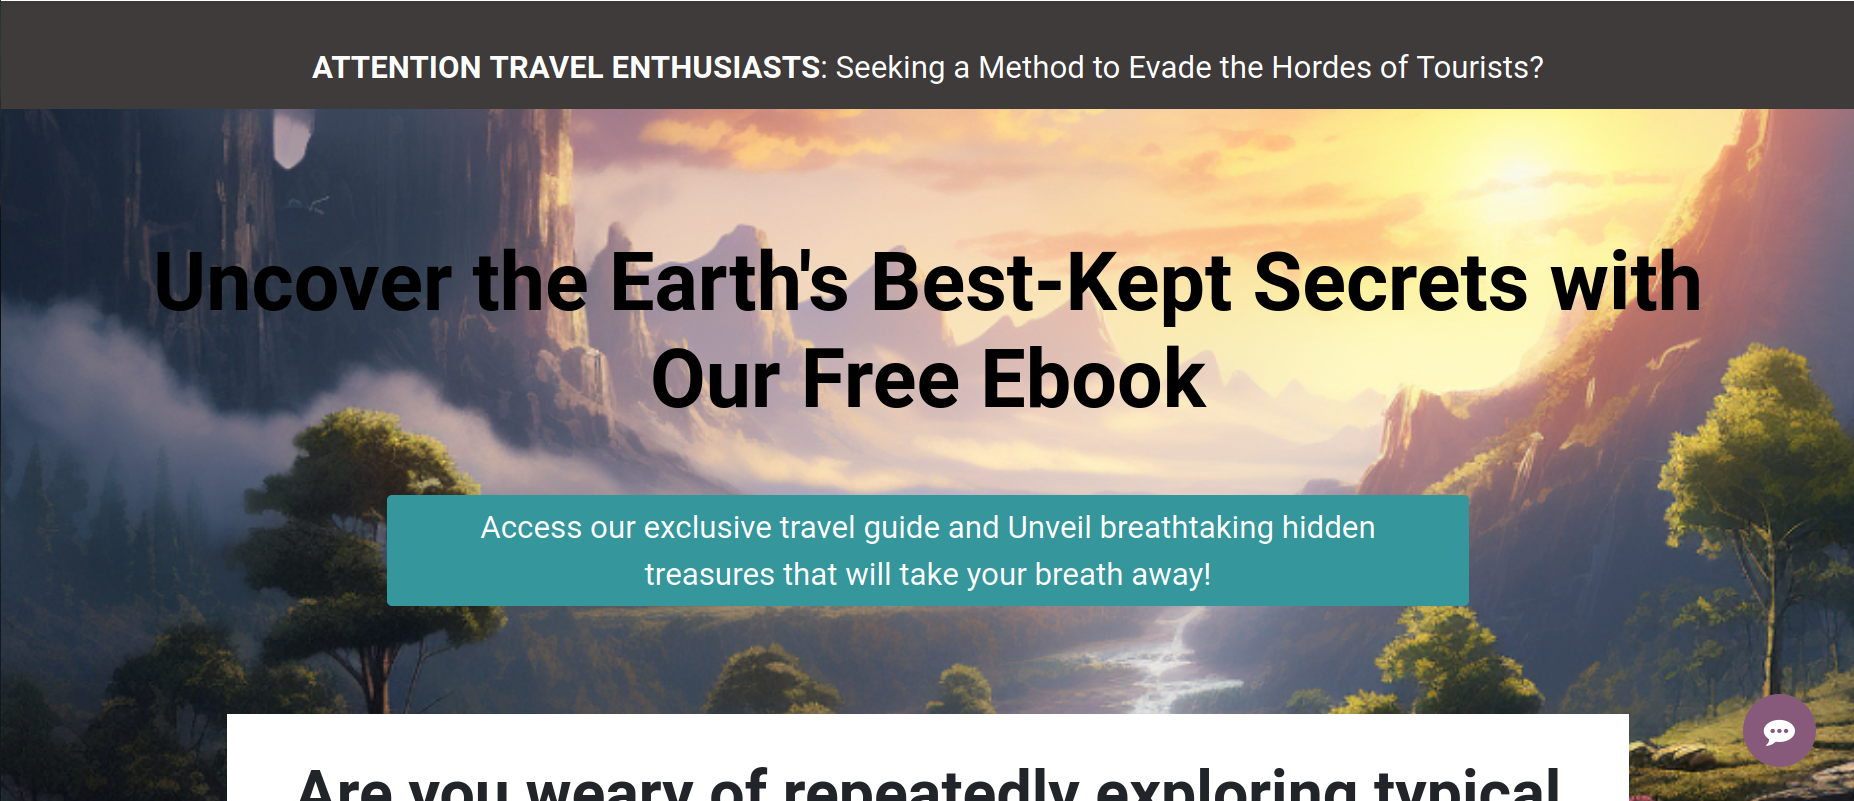 ATTENTION TRAVEL ENTHUSIASTS: Seeking a Method to Evade the Hordes of Tourists?
Uncover the Earth's Best-Kept Secrets with
Our Free Ebook
Access our exclusive travel guide and Unveil breathtaking hidden
treasures that will take your breath away!
Are you weary of repeatedly exploring typical